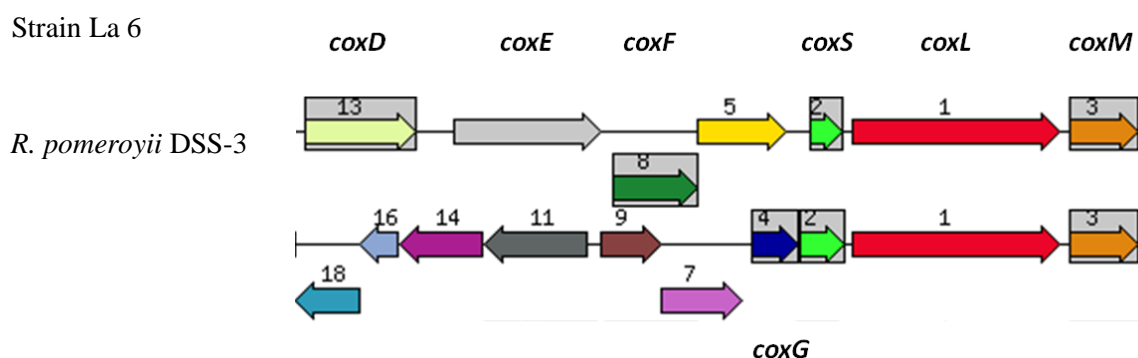 Strain La 6
coxD coxE coxF coxS coxL coxM
13 5 2 1 3
R. pomeroyii DSS-3
8
16 14 11 9 4 2 1 3
18 7
coxG